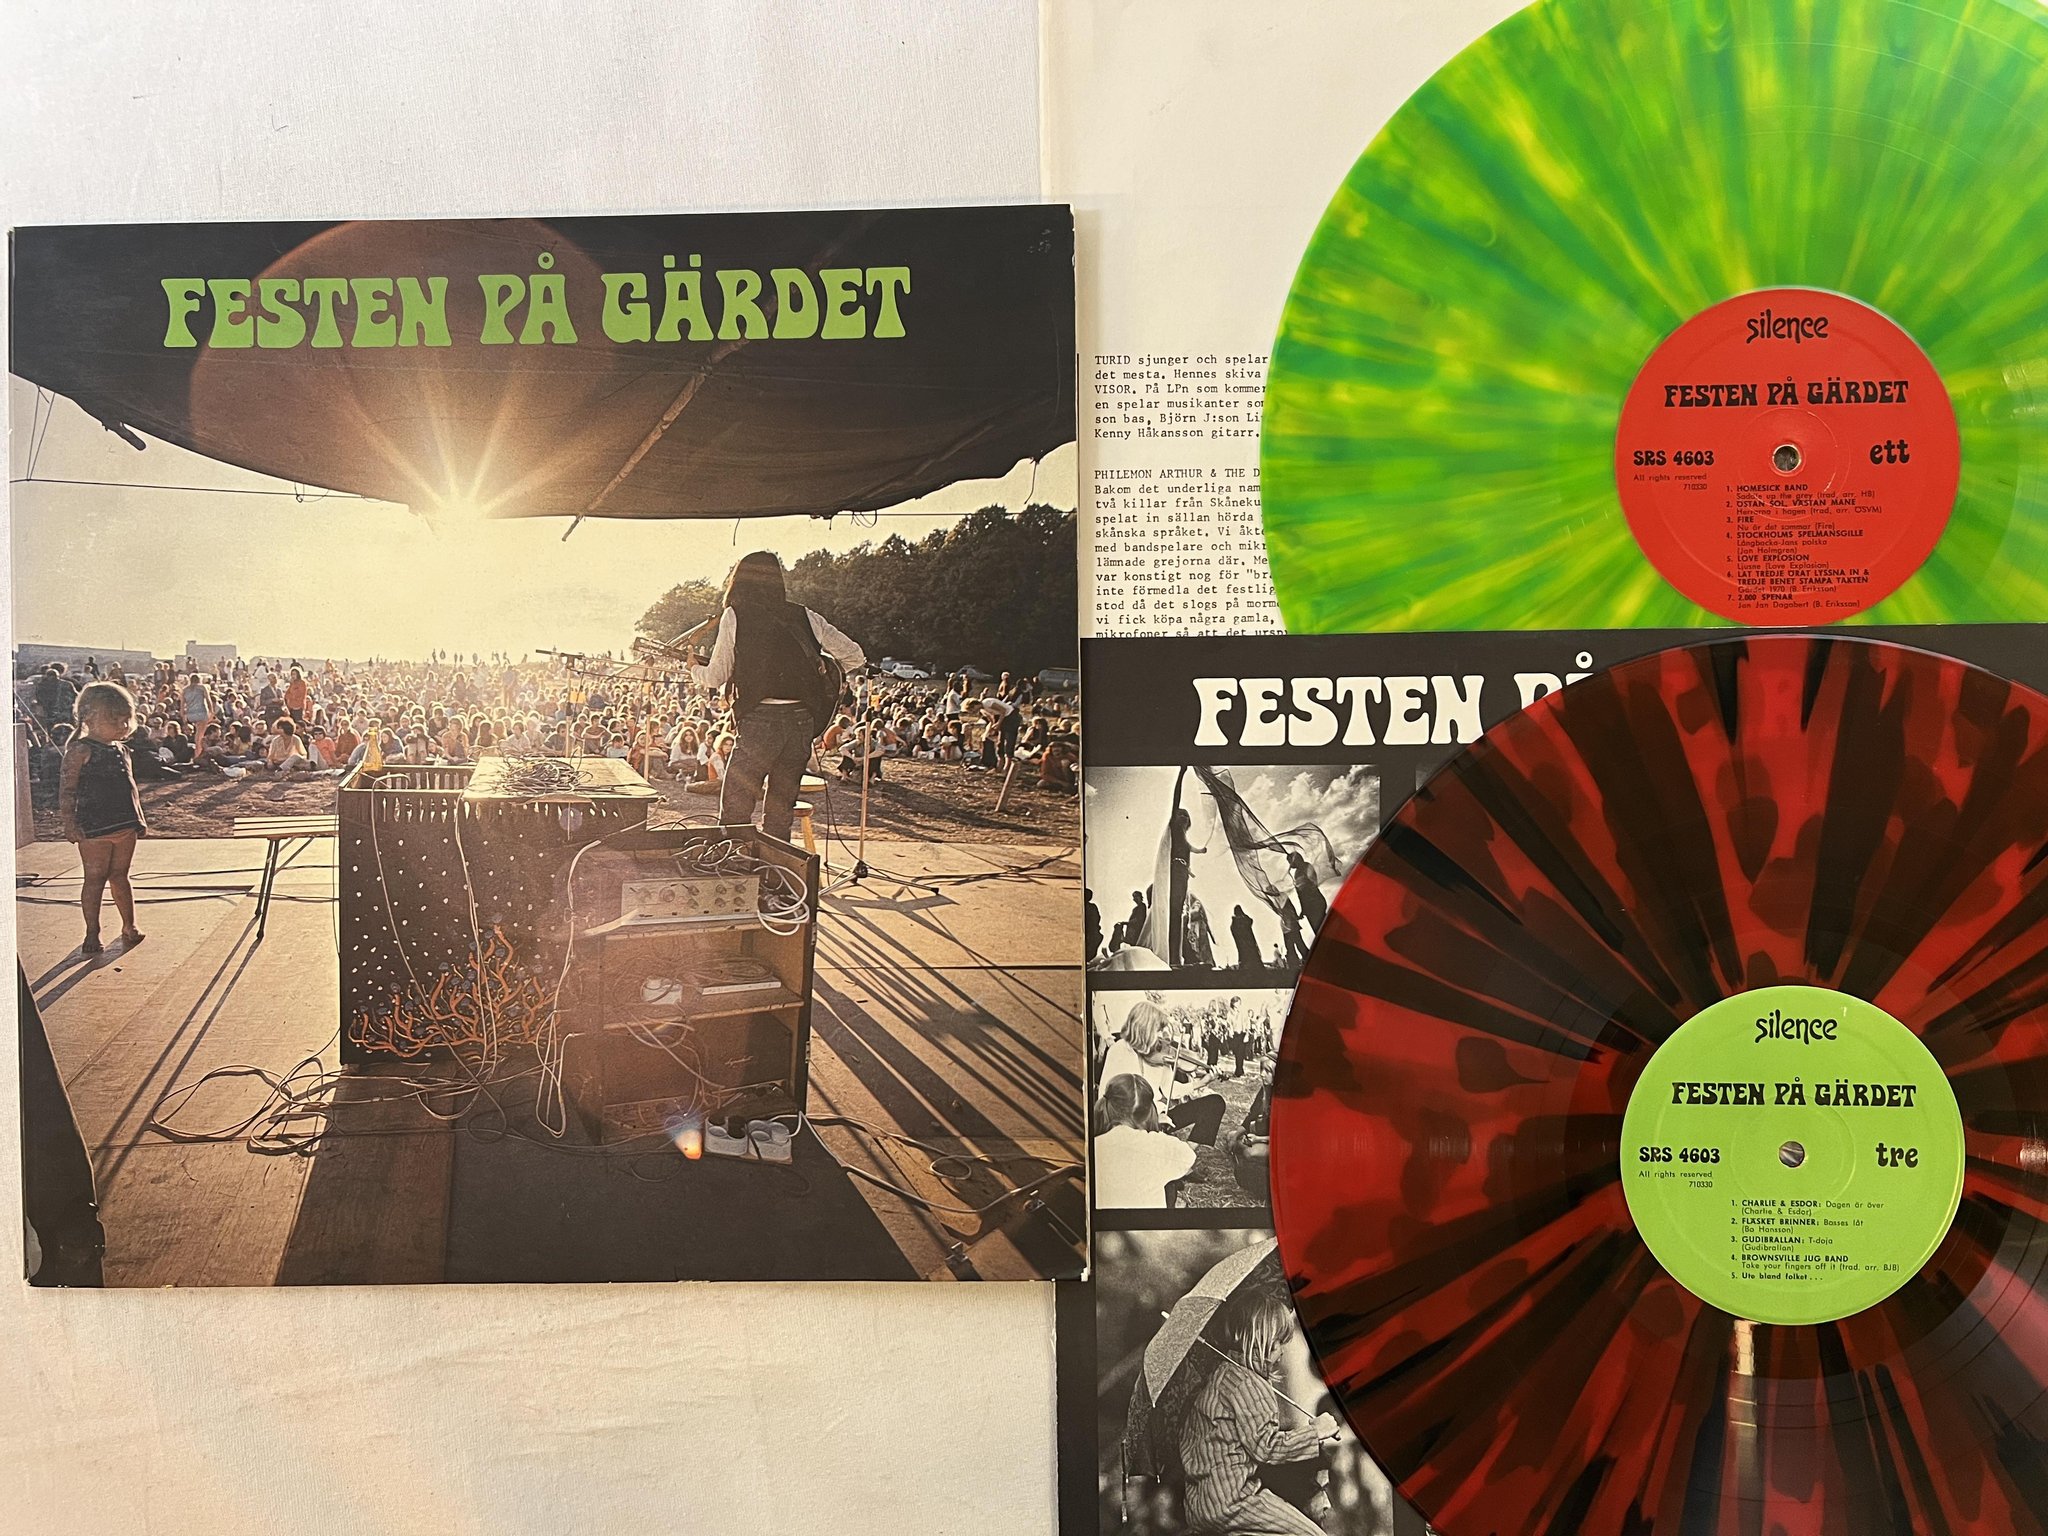 FESTEN PÅ GÄRDET
TURID sjunger och spelar
det mesta. Hennes skiva
VISOR. På LPn som kommer
en spelar musikanter so
son bas, Björn J:son Li
Kenny Håkansson gitarr.
PHILEMON ARTHUR & THE D
Bakom det underliga nam
två killar från Skåneku
spelat in sällan hörda
skånska språket. Vi åkte
med bandspelare och mikr
lämnade grejorna där. Me
var konstigt nog för "bra
inte förmedla det festlig
stod då det slogs på morm
vi fick köpa några gamla,
mikrofoner så att det urspr
silence
FESTEN PÅ GÄRDET
SRS 4603
ett
All rights reserved
710330
1. HOMESICK BAND
Saddle up the grey (trad, arr. HB)
2. ÖSTAN SOL, VÄSTAN MÅNE
Herrarna i hagen (trad, arr. ÖSVM)
3. FIRE
Nu är det sommar (Fire)
4. STOCKHOLMS SPELMANSGILLE
Långbacka-Jans polska
(Jan Holmgren)
5. LOVE EXPLOSION
Ljusne (Love Explosion)
6. LÅT TREDJE ÖRAT LYSSNA IN &
TREDJE BENET STAMPA TAKTEN
Gärdet 1970 (B. Eriksson)
7. 2.000 SPENAR
Jan Jan Dagobert (B. Eriksson)
FESTEN PÅ
silence
FESTEN PÅ GÄRDET
SRS 4603
tre
All rights reserved
710330
1. CHARLIE & ESDOR: Dagen är över
(Charlie & Esdor)
2. FLÄSKET BRINNER: Bosses låt
(Bo Hansson)
3. GUDIBRALLAN: T-doja
(Gudibrallan)
4. BROWNSVILLE JUG BAND
Take your fingers off it (trad. arr. BJB)
5. Ute bland folket . . .